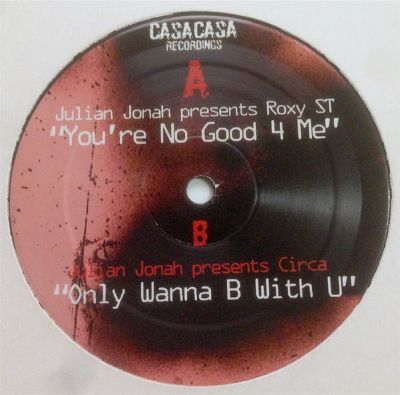 CASACASA
RECORDINGS
A
Julian Jonah presents Roxy ST
"You're No Good 4 Me"
B
Julian Jonah presents Circa
"Only Wanna B With U"